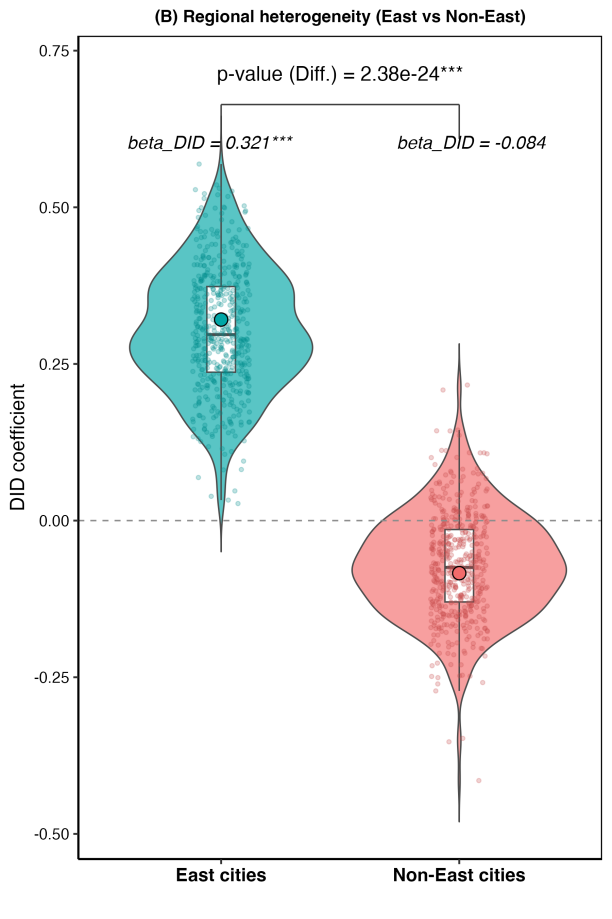 (B) Regional heterogeneity (East vs Non-East)
0.75
p-value (Diff.) = 2.38e-24***
beta_DID = 0.321*** beta_DID = -0.084
0.50
0.25
DID coefficient
0.00
-0.25
-0.50
East cities Non-East cities